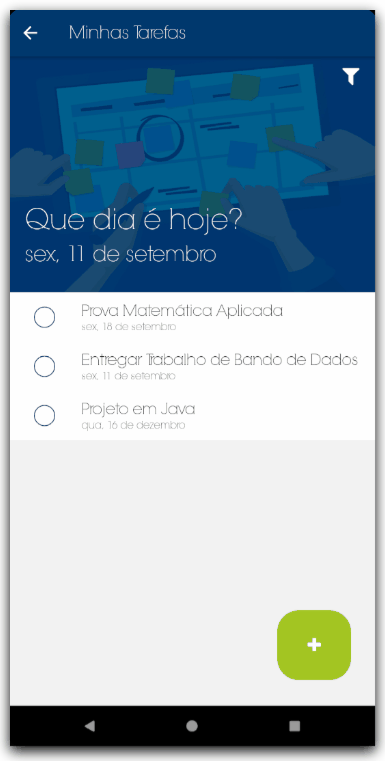 Minhas Tarefas
Que dia é hoje?
sex, 11 de setembro
Prova Matemática Aplicada
sex, 18 de setembro
Entregar Trabalho de Bando de Dados
sex, 11 de setembro
Projeto em Java
qua, 16 de dezembro